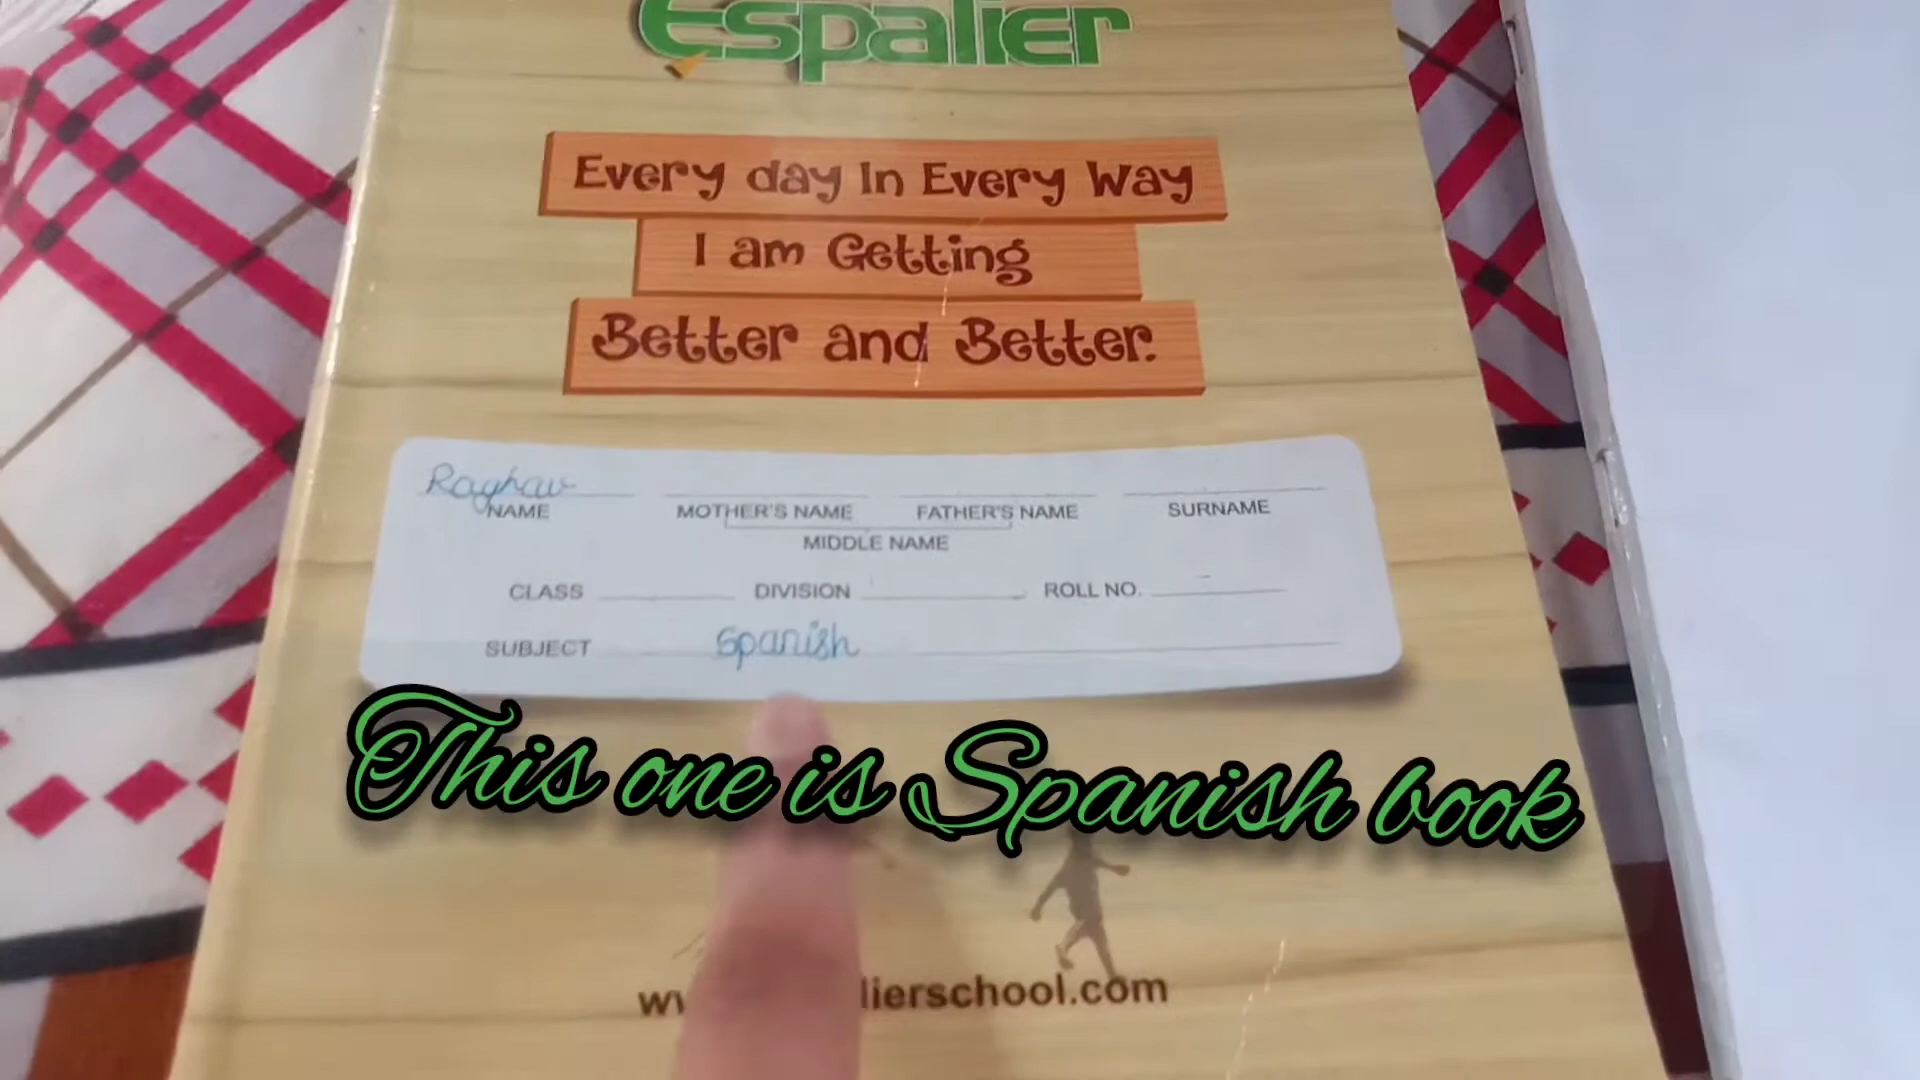 Espalier
Every day In Every Way
I am Getting
Better and Better.
Raghav
NAME MOTHER'S NAME FATHER'S NAME SURNAME
MIDDLE NAME
CLASS DIVISION ROLL NO.
SUBJECT Spanish
This one is Spanish book
lierschool.com